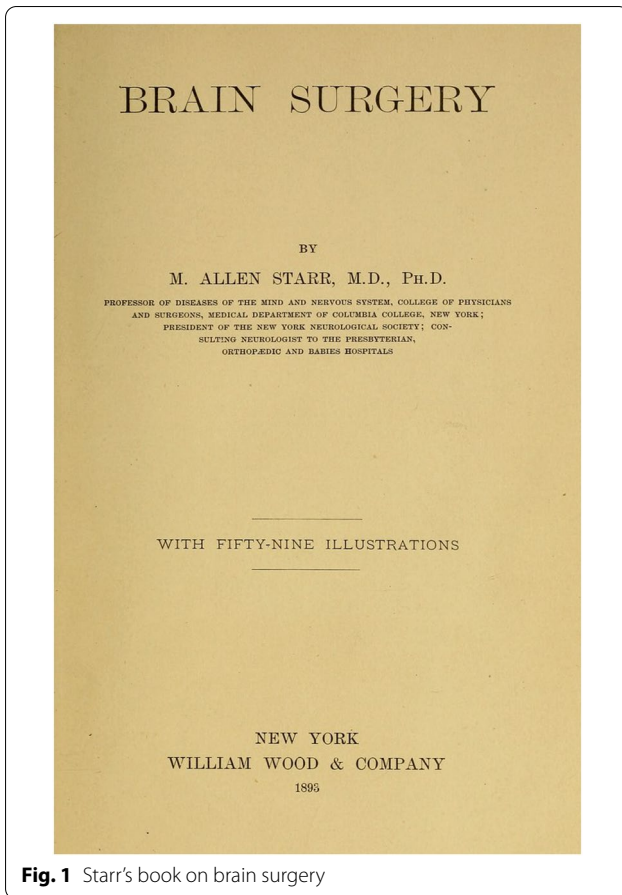 BRAIN SURGERY
BY
M. ALLEN STARR, M.D., PH.D.
PROFESSOR OF DISEASES OF THE MIND AND NERVOUS SYSTEM, COLLEGE OF PHYSICIANS
AND SURGEONS, MEDICAL DEPARTMENT OF COLUMBIA COLLEGE, NEW YORK;
PRESIDENT OF THE NEW YORK NEUROLOGICAL SOCIETY; CON-
SULTING NEUROLOGIST TO THE PRESBYTERIAN,
ORTHOPÆDIC AND BABIES HOSPITALS
WITH FIFTY-NINE ILLUSTRATIONS
NEW YORK
WILLIAM WOOD & COMPANY
1893
Fig. 1 Starr's book on brain surgery